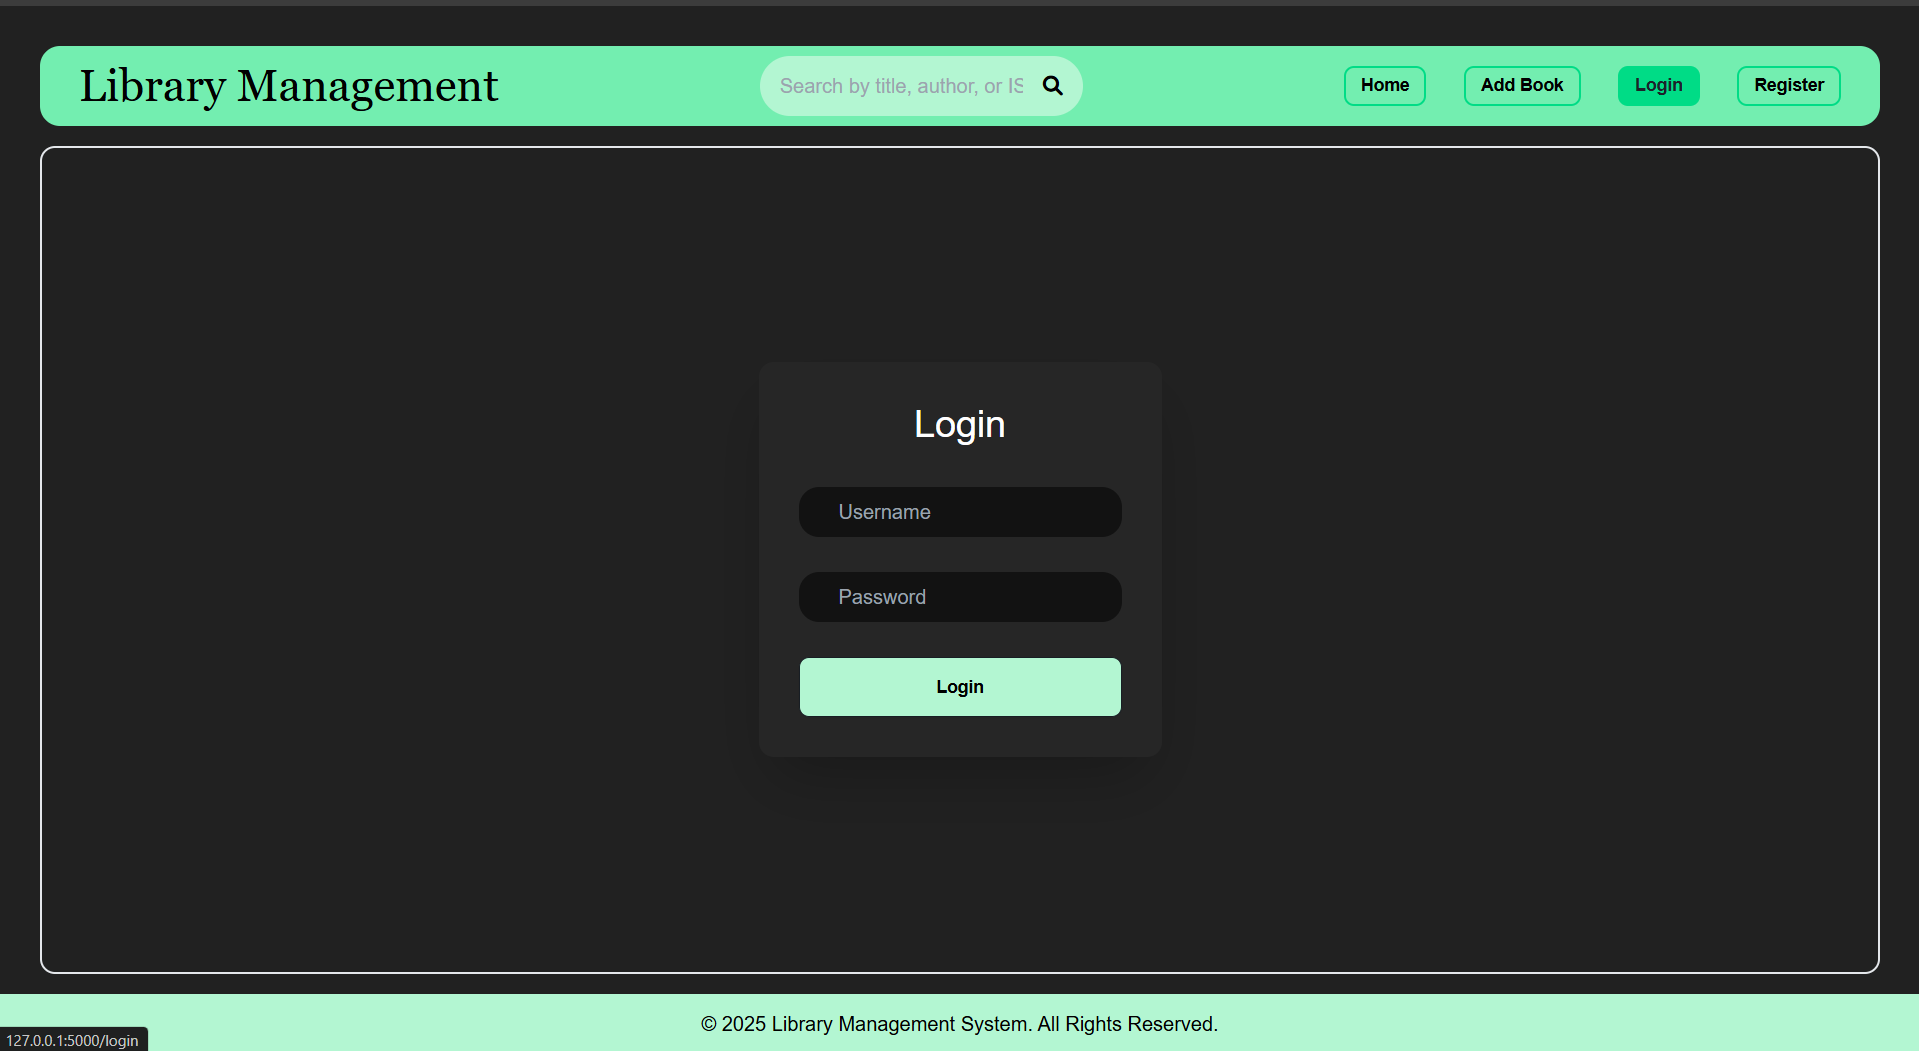 Library Management
Search by title, author, or IS
Home
Add Book
Login
Register
Login
Username
Password
Login
© 2025 Library Management System. All Rights Reserved.
127.0.0.1:5000/login